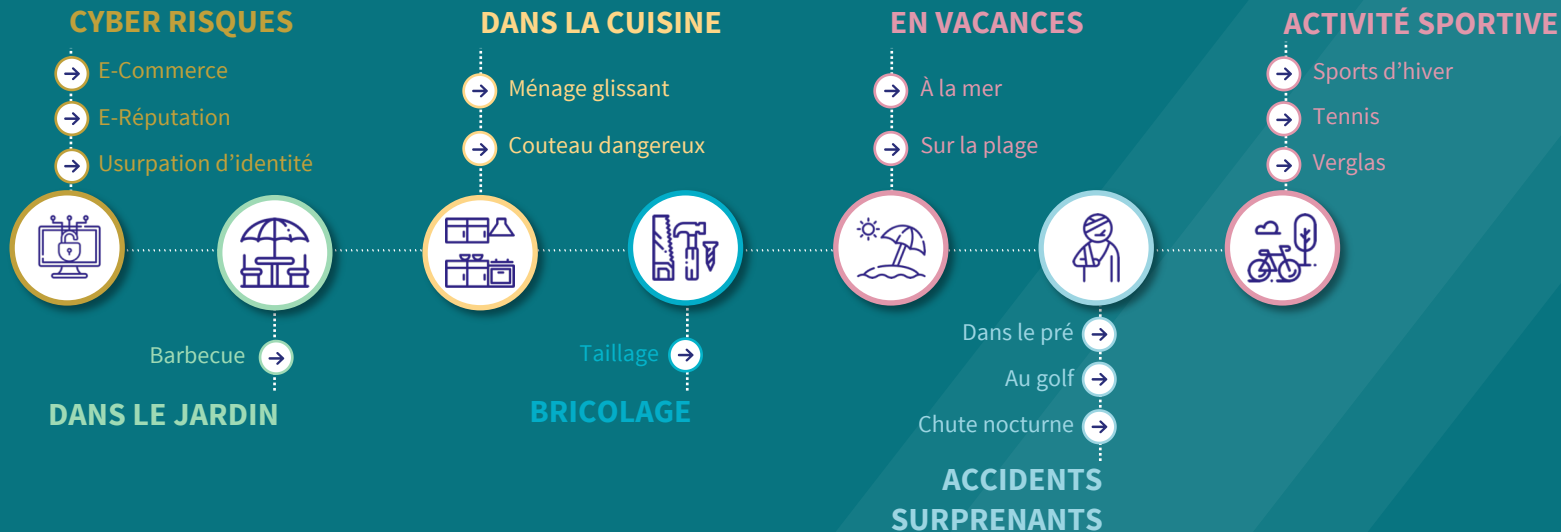 CYBER RISQUES
E-Commerce
E-Réputation
Usurpation d'identité
DANS LA CUISINE
Ménage glissant
Couteau dangereux
EN VACANCES
À la mer
Sur la plage
ACTIVITÉ SPORTIVE
Sports d'hiver
Tennis
Verglas
Barbecue
DANS LE JARDIN
Taillage
BRICOLAGE
Dans le pré
Au golf
Chute nocturne
ACCIDENTS
SURPRENANTS